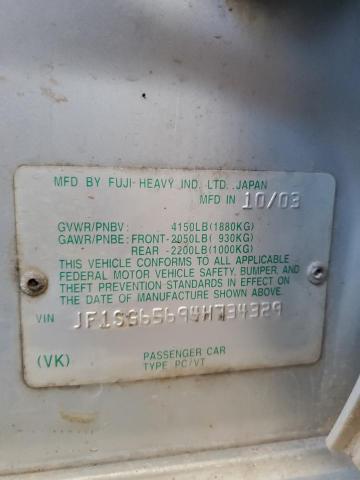 MFD BY FUJI-HEAVY IND. LTD., JAPAN
MFD IN 10/03
GVWR/PNBV: 4150LB(1880KG)
GAWR/PNBE: FRONT-2050LB( 930KG)
REAR -2200LB(1000KG)
THIS VEHICLE CONFORMS TO ALL APPLICABLE
FEDERAL MOTOR VEHICLE SAFETY, BUMPER, AND
THEFT PREVENTION STANDARDS IN EFFECT ON
THE DATE OF MANUFACTURE SHOWN ABOVE.
VIN JF1SG65694H734329
(VK) PASSENGER CAR
TYPE PC/VT